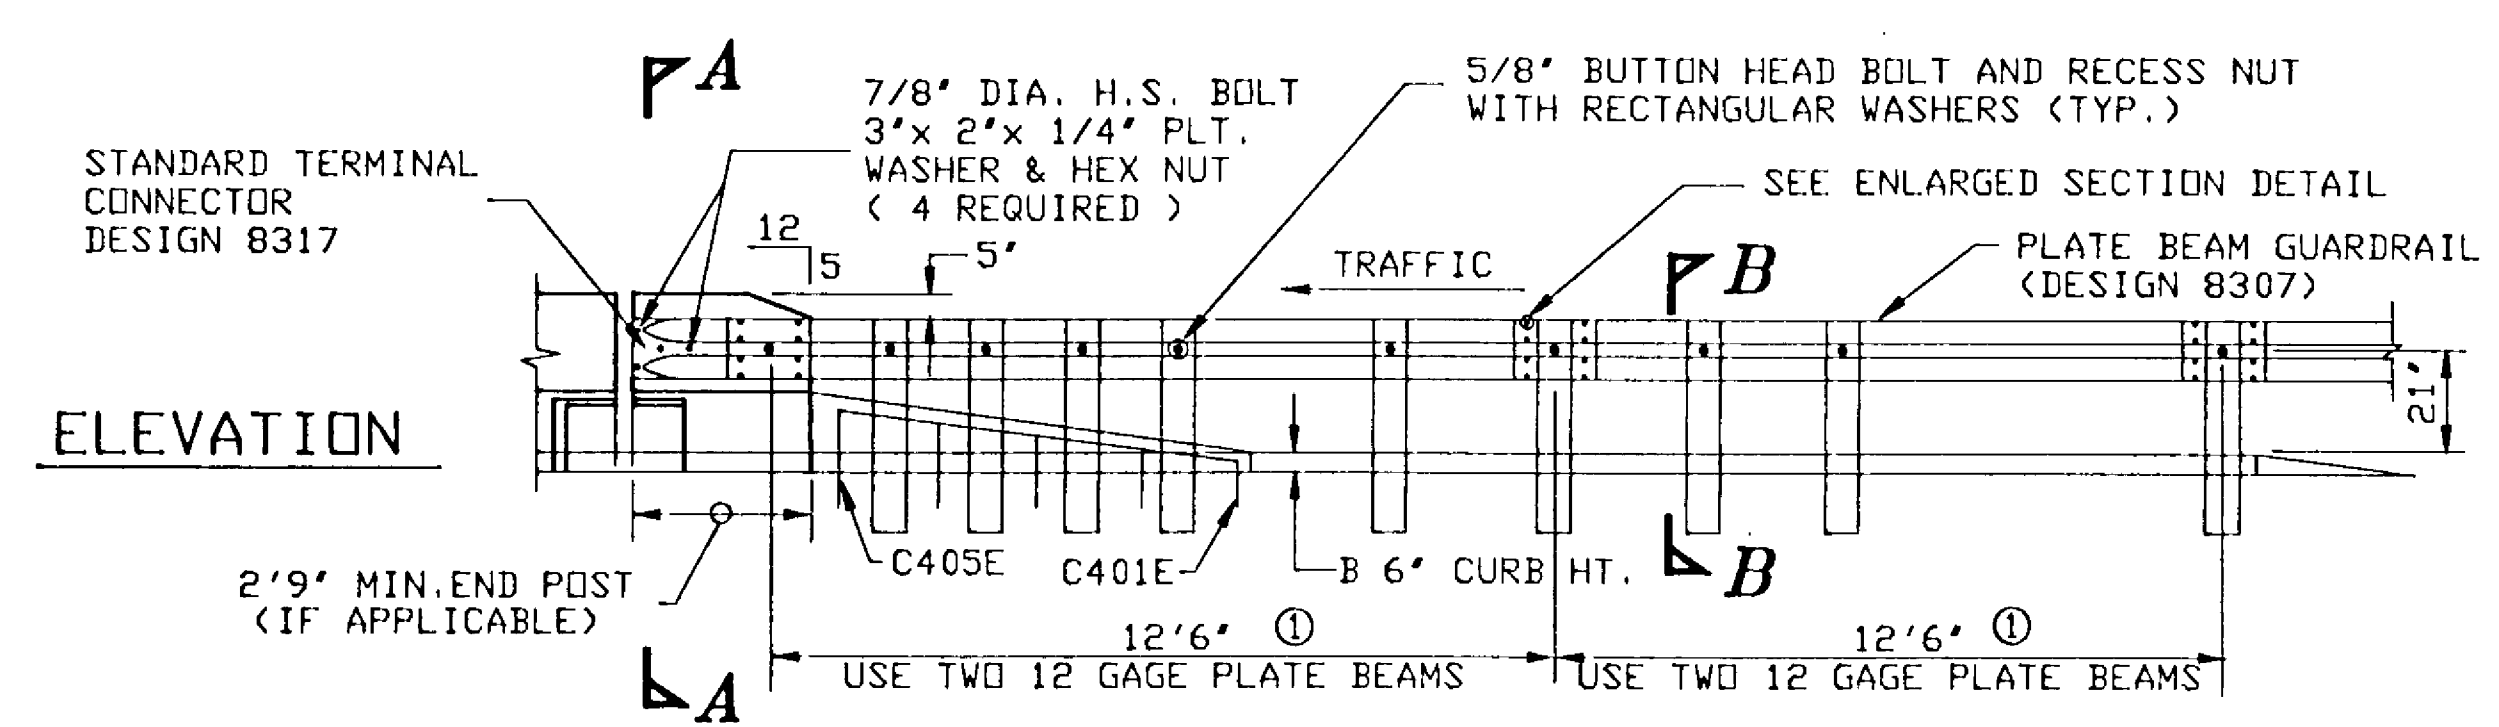 A
7/8" DIA. H.S. BOLT
3"x 2"x 1/4" PLT.
WASHER & HEX NUT
( 4 REQUIRED )
5/8" BUTTON HEAD BOLT AND RECESS NUT
WITH RECTANGULAR WASHERS (TYP.)
STANDARD TERMINAL
CONNECTOR
DESIGN 8317
SEE ENLARGED SECTION DETAIL
12
5
5"
TRAFFIC
B
PLATE BEAM GUARDRAIL
(DESIGN 8307)
21"
ELEVATION
C405E
C401E
B 6" CURB HT.
B
2'9" MIN.END POST
(IF APPLICABLE)
12'6" 1
USE TWO 12 GAGE PLATE BEAMS
12'6" 1
USE TWO 12 GAGE PLATE BEAMS
A